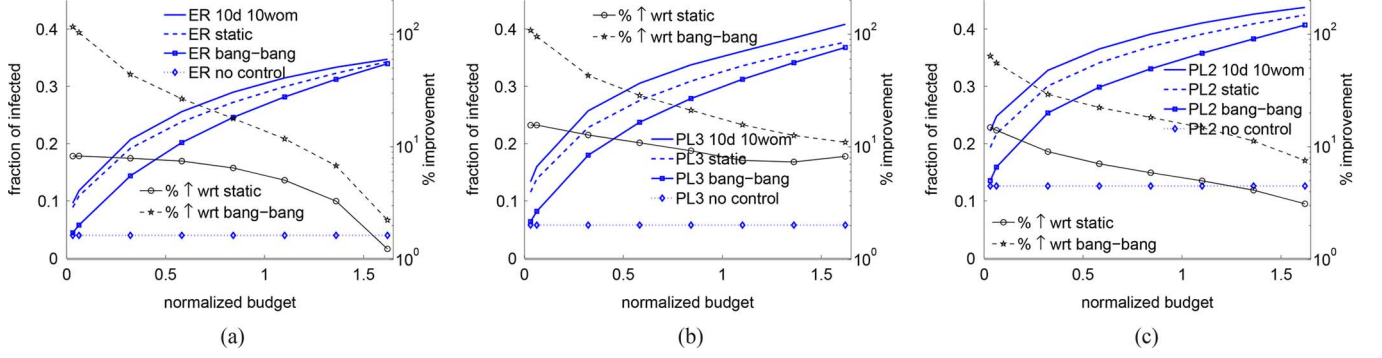 ER 10d 10wom
ER static
ER bang-bang
ER no control
% ↑ wrt static
% ↑ wrt bang-bang
fraction of infected
0.4
0.3
0.2
0.1
0
10²
10¹
10⁰
% improvement
0 0.5 1 1.5
normalized budget
(a)
% ↑ wrt static
% ↑ wrt bang-bang
PL3 10d 10wom
PL3 static
PL3 bang-bang
PL3 no control
fraction of infected
0.4
0.3
0.2
0.1
0
10²
10¹
10⁰
% improvement
0 0.5 1 1.5
normalized budget
(b)
PL2 10d 10wom
PL2 static
PL2 bang-bang
PL2 no control
% ↑ wrt static
% ↑ wrt bang-bang
fraction of infected
0.4
0.3
0.2
0.1
0
10²
10¹
10⁰
% improvement
0 0.5 1 1.5
normalized budget
(c)